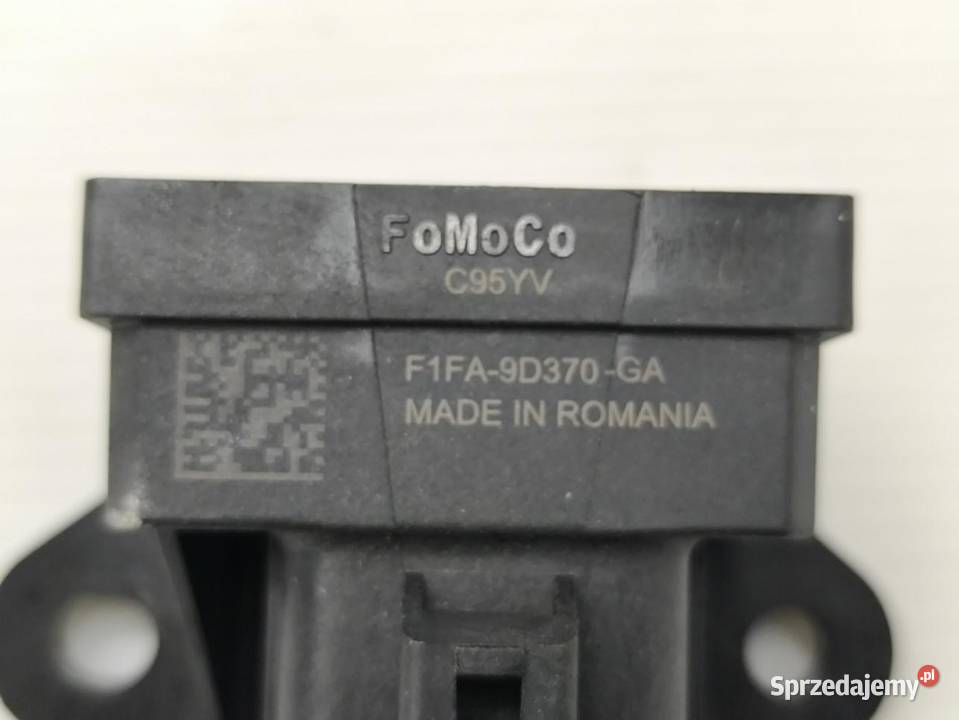 FoMoCo
C95YV
F1FA-9D370-GA
MADE IN ROMANIA
Sprzedajemy.pl